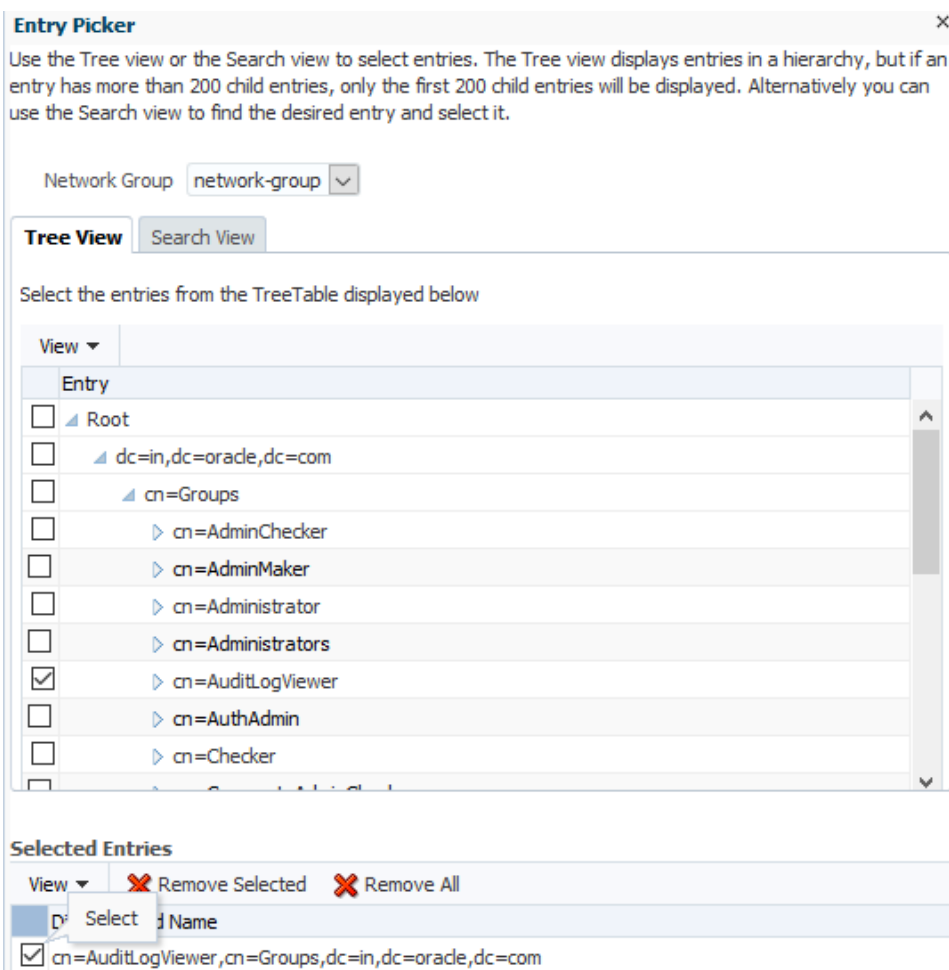 Entry Picker
Use the Tree view or the Search view to select entries. The Tree view displays entries in a hierarchy, but if an
entry has more than 200 child entries, only the first 200 child entries will be displayed. Alternatively you can
use the Search view to find the desired entry and select it.
Network Group network-group
Tree View Search View
Select the entries from the TreeTable displayed below
View
Entry
Root
dc=in,dc=oracle,dc=com
cn=Groups
cn=AdminChecker
cn=AdminMaker
cn=Administrator
cn=Administrators
cn=AuditLogViewer
cn=AuthAdmin
cn=Checker
Selected Entries
View Remove Selected Remove All
Select
Name
cn=AuditLogViewer,cn=Groups,dc=in,dc=oracle,dc=com